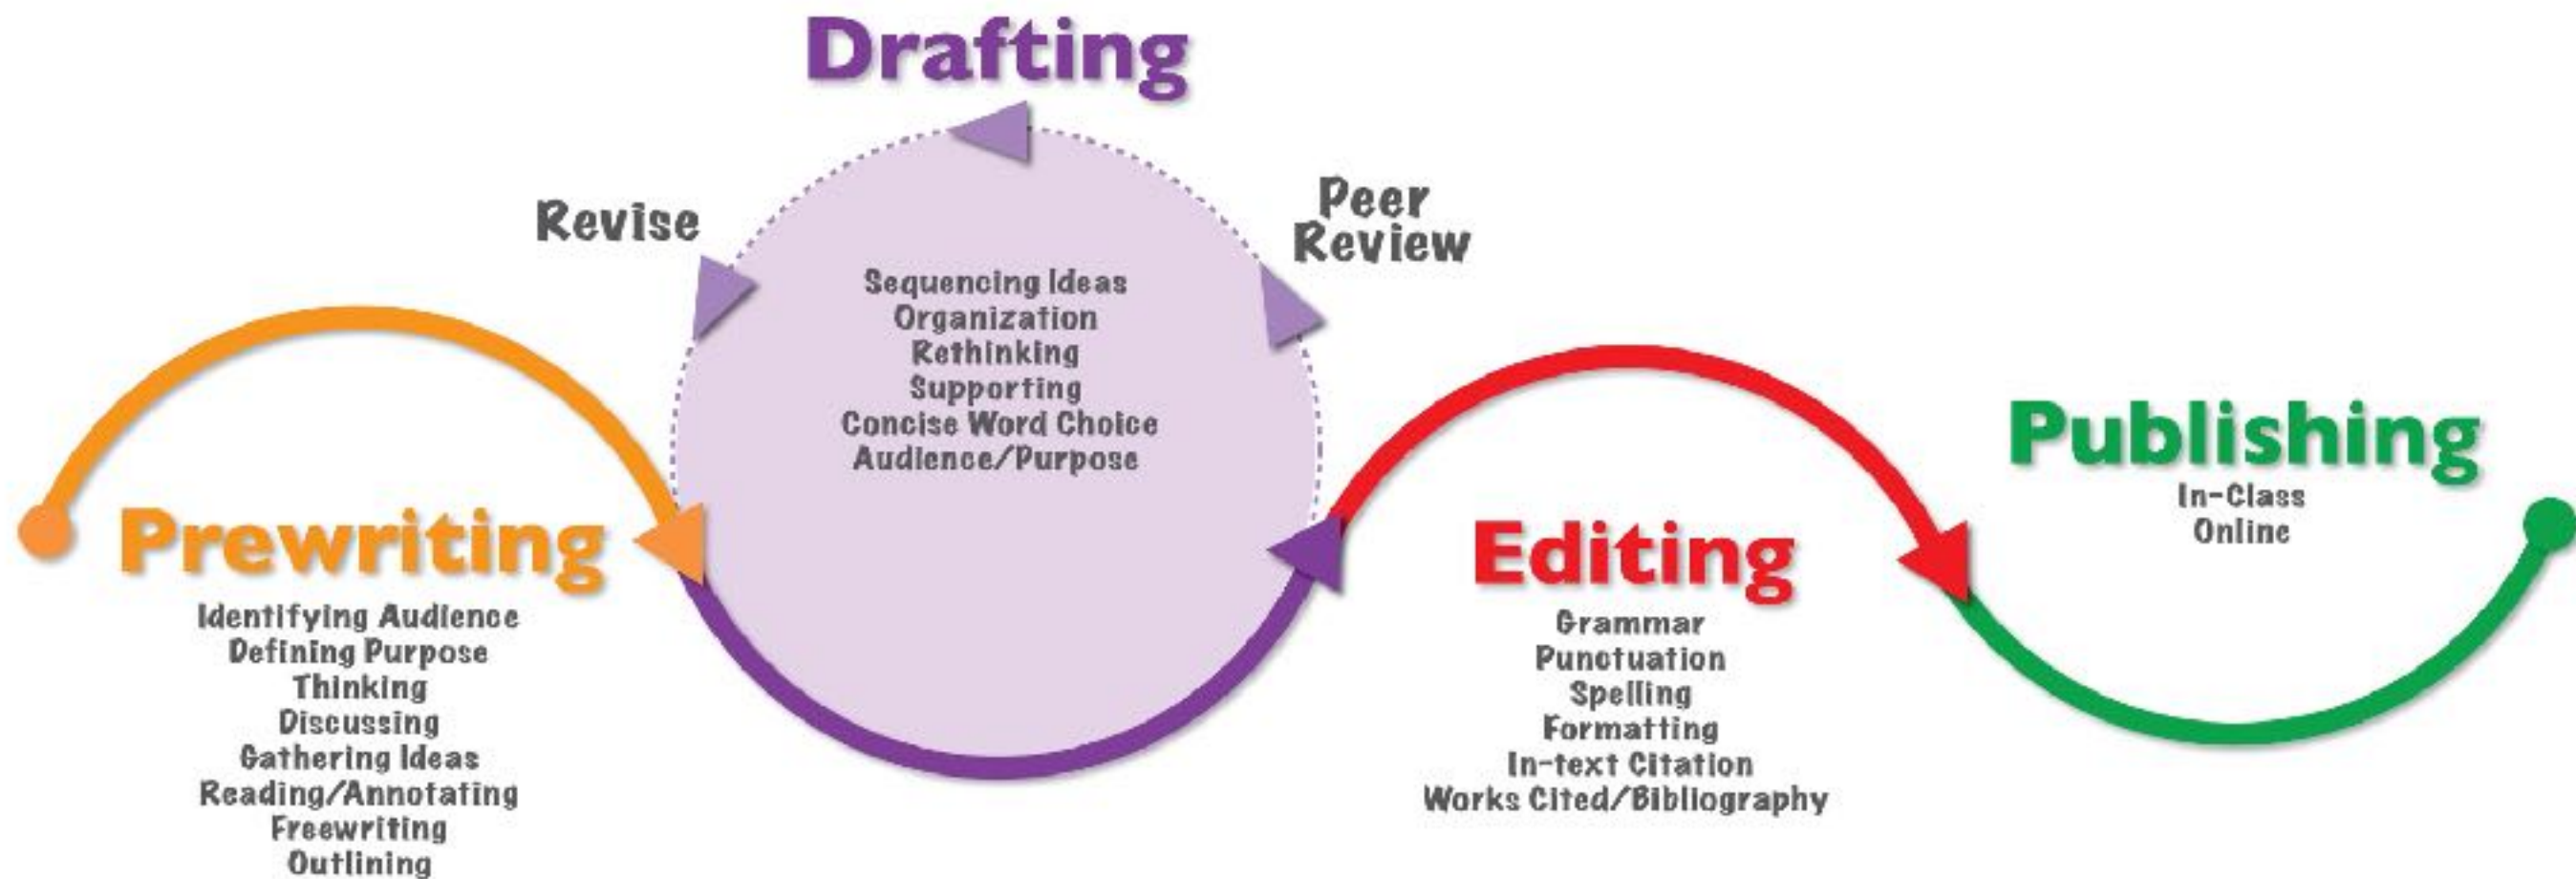 Drafting
Revise
Peer
Review
Sequencing Ideas
Organization
Rethinking
Supporting
Concise Word Choice
Audience/Purpose
Prewriting
Identifying Audience
Defining Purpose
Thinking
Discussing
Gathering Ideas
Reading/Annotating
Freewriting
Outlining
Editing
Grammar
Punctuation
Spelling
Formatting
In-text Citation
Works Cited/Bibliography
Publishing
In-Class
Online